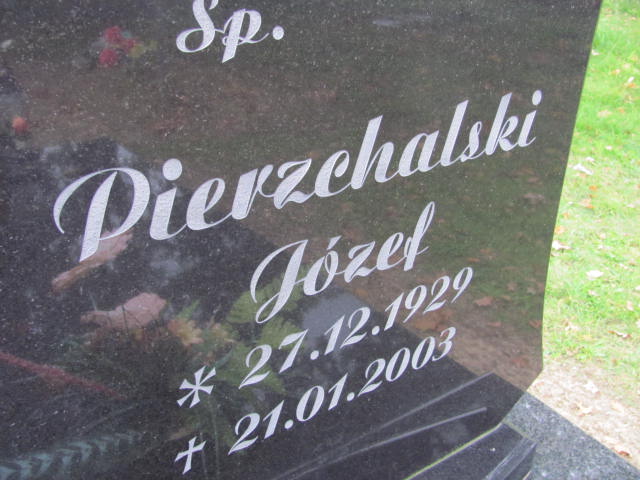 Sp.
Pierzchalski
Józef
* 27.12.1929
+ 21.01.2003